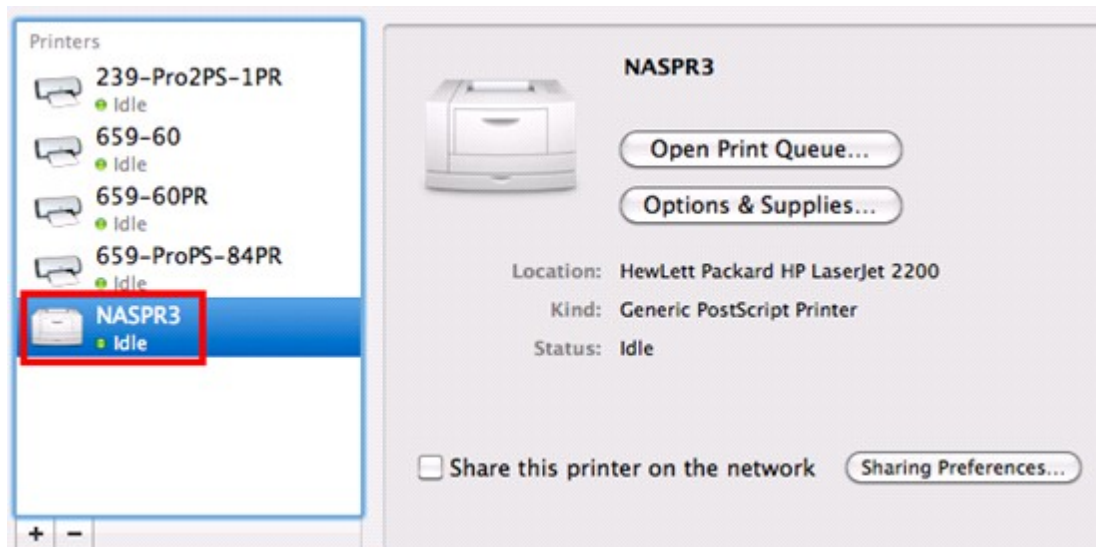 Printers
239-Pro2PS-1PR
Idle
659-60
Idle
659-60PR
Idle
659-ProPS-84PR
Idle
NASPR3
Idle
+ −
NASPR3
Open Print Queue...
Options & Supplies...
Location: HewLett Packard HP LaserJet 2200
Kind: Generic PostScript Printer
Status: Idle
Share this printer on the network
Sharing Preferences...